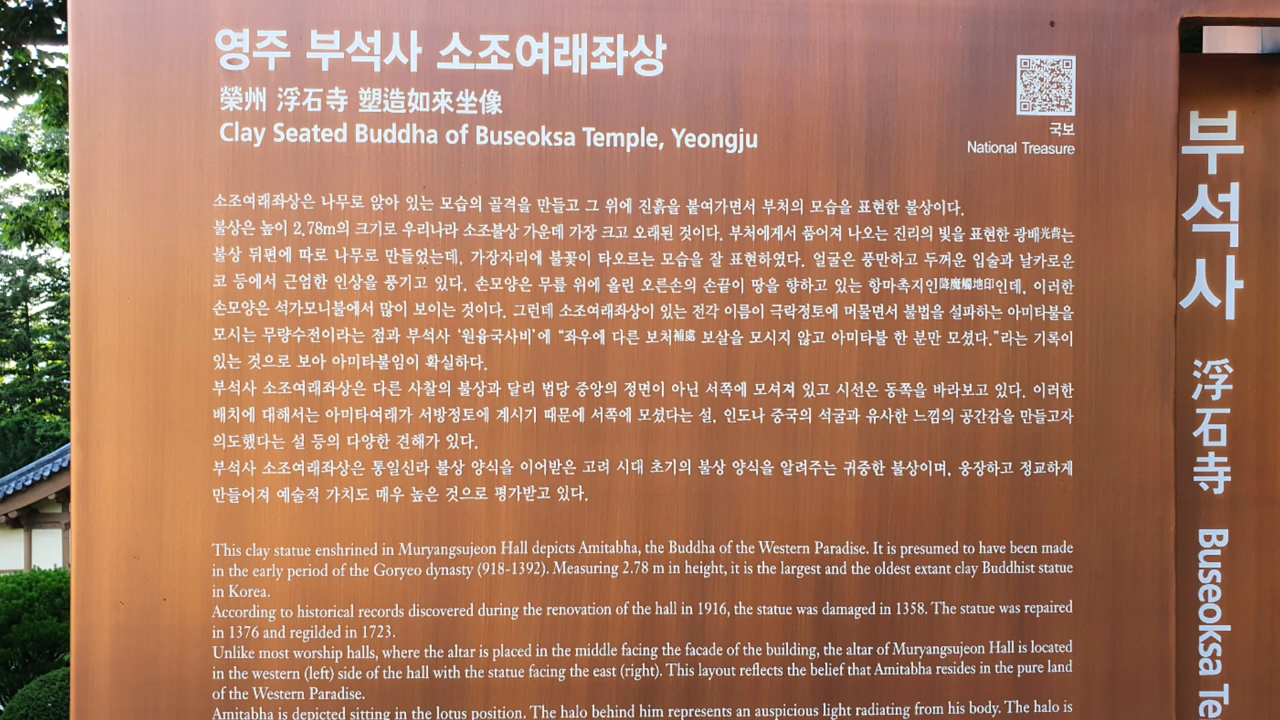 영주 부석사 소조여래좌상
榮州 浮石寺 塑造如來坐像
Clay Seated Buddha of Buseoksa Temple, Yeongju
국보
National Treasure
소조여래좌상은 나무로 앉아 있는 모습의 골격을 만들고 그 위에 진흙을 붙여가면서 부처의 모습을 표현한 불상이다.
불상은 높이 2.78m의 크기로 우리나라 소조불상 가운데 가장 크고 오래된 것이다. 부처에게서 품어져 나오는 진리의 빛을 표현한 광배光背는
불상 뒤편에 따로 나무로 만들었는데, 가장자리에 불꽃이 타오르는 모습을 잘 표현하였다. 얼굴은 풍만하고 두꺼운 입술과 날카로운
코 등에서 근엄한 인상을 풍기고 있다. 손모양은 무릎 위에 올린 오른손의 손끝이 땅을 향하고 있는 항마촉지인降魔觸地印인데, 이러한
손모양은 석가모니불에서 많이 보이는 것이다. 그런데 소조여래좌상이 있는 전각 이름이 극락정토에 머물면서 불법을 설파하는 아미타불을
모시는 무량수전이라는 점과 부석사 ‘원융국사비’에 “좌우에 다른 보처補處 보살을 모시지 않고 아미타불 한 분만 모셨다.”라는 기록이
있는 것으로 보아 아미타불임이 확실하다.
부석사 소조여래좌상은 다른 사찰의 불상과 달리 법당 중앙의 정면이 아닌 서쪽에 모셔져 있고 시선은 동쪽을 바라보고 있다. 이러한
배치에 대해서는 아미타여래가 서방정토에 계시기 때문에 서쪽에 모셨다는 설, 인도나 중국의 석굴과 유사한 느낌의 공간감을 만들고자
의도했다는 설 등의 다양한 견해가 있다.
부석사 소조여래좌상은 통일신라 불상 양식을 이어받은 고려 시대 초기의 불상 양식을 알려주는 귀중한 불상이며, 웅장하고 정교하게
만들어져 예술적 가치도 매우 높은 것으로 평가받고 있다.
This clay statue enshrined in Muryangsujeon Hall depicts Amitabha, the Buddha of the Western Paradise. It is presumed to have been made
in the early period of the Goryeo dynasty (918-1392). Measuring 2.78 m in height, it is the largest and the oldest extant clay Buddhist statue
in Korea.
According to historical records discovered during the renovation of the hall in 1916, the statue was damaged in 1358. The statue was repaired
in 1376 and regilded in 1723.
Unlike most worship halls, where the altar is placed in the middle facing the facade of the building, the altar of Muryangsujeon Hall is located
in the western (left) side of the hall with the statue facing the east (right). This layout reflects the belief that Amitabha resides in the pure land
of the Western Paradise.
Amitabha is depicted sitting in the lotus position. The halo behind him represents an auspicious light radiating from his body. The halo is
부석사
浮石寺
Buseoksa Te